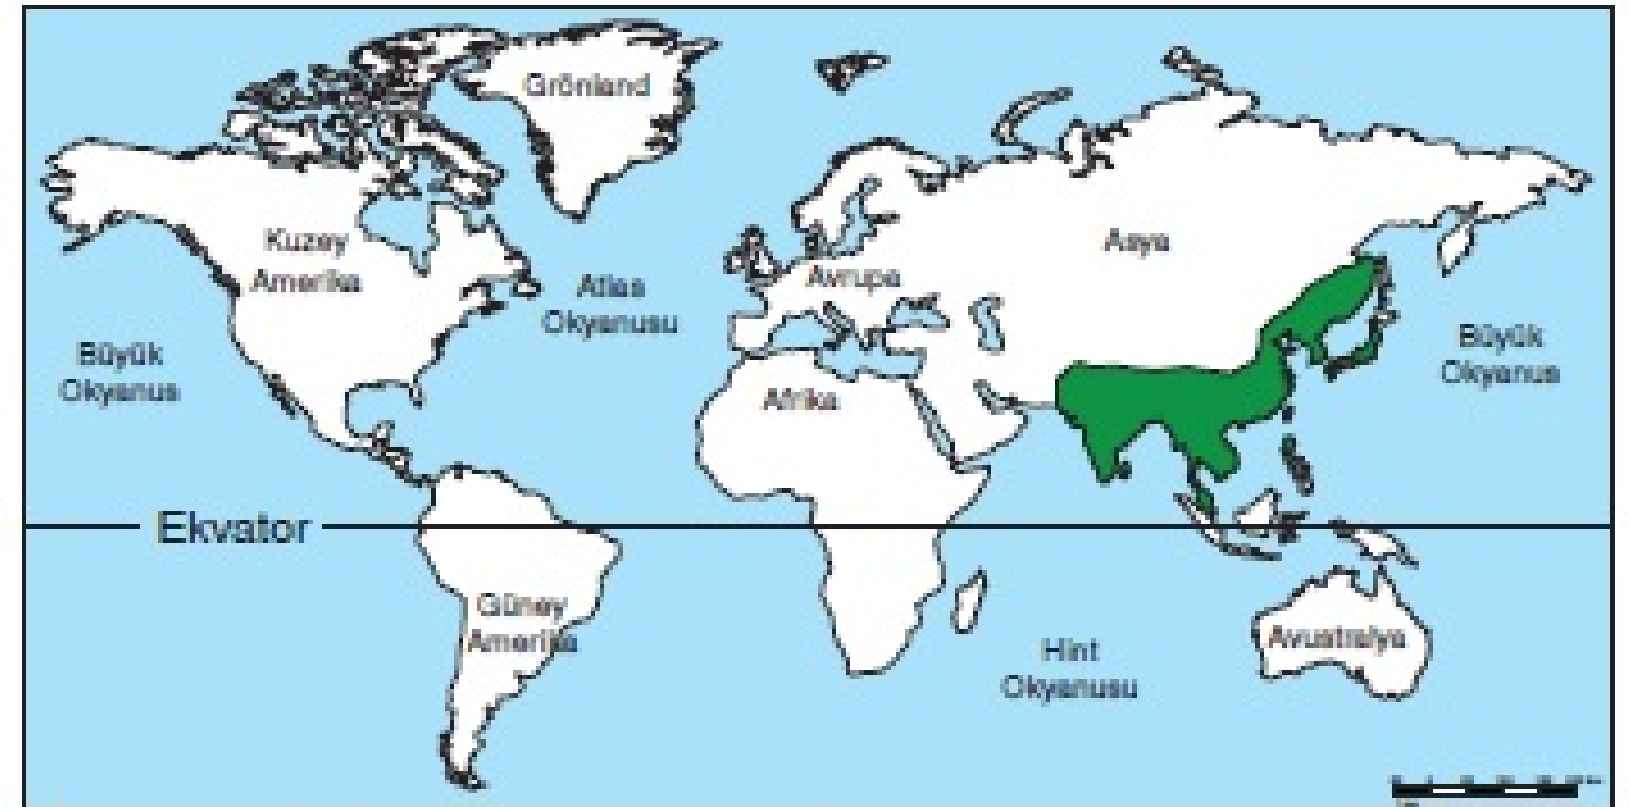 Grönland
Kuzey
Amerika
Asya
Avrupa
Atlas
Okyanusu
Büyük
Okyanus
Büyük
Okyanus
Afrika
Ekvator
Güney
Amerika
Avustralya
Hint
Okyanusu